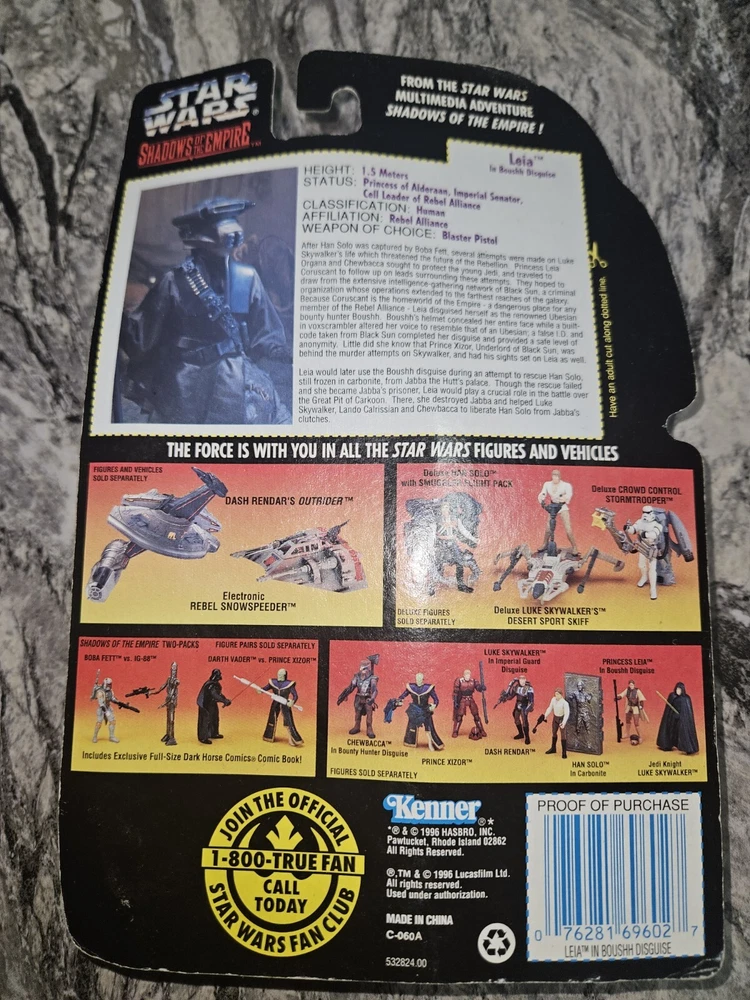 STAR WARS®
SHADOWS OF THE EMPIRE™
FROM THE STAR WARS
MULTIMEDIA ADVENTURE
SHADOWS OF THE EMPIRE !
Leia™
In Boushh Disguise
HEIGHT: 1.5 Meters
STATUS: Princess of Alderaan, Imperial Senator,
Cell Leader of Rebel Alliance
CLASSIFICATION: Human
AFFILIATION: Rebel Alliance
WEAPON OF CHOICE: Blaster Pistol
After Han Solo was captured by Boba Fett, several attempts were made on Luke
Skywalker's life which threatened the future of the Rebellion. Princess Leia
Organa and Chewbacca sought to protect the young Jedi, and traveled to
Coruscant to follow up on leads surrounding these attempts. They hoped to
draw from the extensive intelligence-gathering network of Black Sun, a criminal
organization whose operations extended to the farthest reaches of the galaxy.
Because Coruscant is the homeworld of the Empire - a dangerous place for any
member of the Rebel Alliance - Leia disguised herself as the renowned Ubesian
bounty hunter Boushh. Boushh's helmet concealed her entire face while a built-
in voxscrambler altered her voice to resemble that of an Ubesian; a false I.D. and
code taken from Black Sun completed her disguise and provided a safe level of
anonymity. Little did she know that Prince Xizor, Underlord of Black Sun, was
behind the murder attempts on Skywalker, and had his sights set on Leia as well.
Leia would later use the Boushh disguise during an attempt to rescue Han Solo,
still frozen in carbonite, from Jabba the Hutt's palace. Though the rescue failed
and she became Jabba's prisoner, Leia would play a crucial role in the battle over
the Great Pit of Carkoon. There, she destroyed Jabba and helped Luke
Skywalker, Lando Calrissian and Chewbacca to liberate Han Solo from Jabba's
clutches.
Have an adult cut along dotted line.
THE FORCE IS WITH YOU IN ALL THE STAR WARS FIGURES AND VEHICLES
FIGURES AND VEHICLES
SOLD SEPARATELY
DASH RENDAR'S OUTRIDER™
Electronic
REBEL SNOWSPEEDER™
Deluxe HAN SOLO™
with SMUGGLER FLIGHT PACK
Deluxe CROWD CONTROL
STORMTROOPER™
DELUXE FIGURES
SOLD SEPARATELY
Deluxe LUKE SKYWALKER'S™
DESERT SPORT SKIFF
SHADOWS OF THE EMPIRE TWO-PACKS
FIGURE PAIRS SOLD SEPARATELY
BOBA FETT™ vs. IG-88™
DARTH VADER™ vs. PRINCE XIZOR™
Includes Exclusive Full-Size Dark Horse Comics® Comic Book!
LUKE SKYWALKER™
In Imperial Guard
Disguise
PRINCESS LEIA™
In Boushh Disguise
CHEWBACCA™
In Bounty Hunter Disguise
PRINCE XIZOR™
DASH RENDAR™
HAN SOLO™
In Carbonite
Jedi Knight
LUKE SKYWALKER™
FIGURES SOLD SEPARATELY
JOIN THE OFFICIAL
1-800-TRUE FAN
CALL
TODAY
STAR WARS FAN CLUB
Kenner®*
*® & © 1996 HASBRO, INC.
Pawtucket, Rhode Island 02862
All Rights Reserved.
®,TM & © 1996 Lucasfilm Ltd.
All rights reserved.
Used under authorization.
MADE IN CHINA
C-060A
532824.00
PROOF OF PURCHASE
0 76281 69602 7
LEIA™ IN BOUSHH DISGUISE